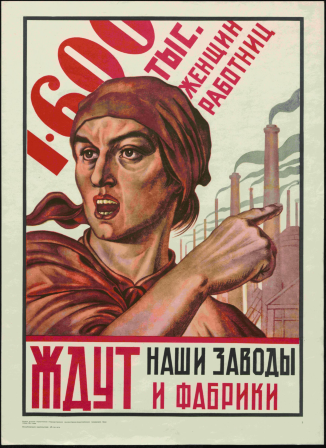 1.600
ТЫС.
ЖЕНЩИН
РАБОТНИЦ
ЖДУТ НАШИ ЗАВОДЫ
И ФАБРИКИ